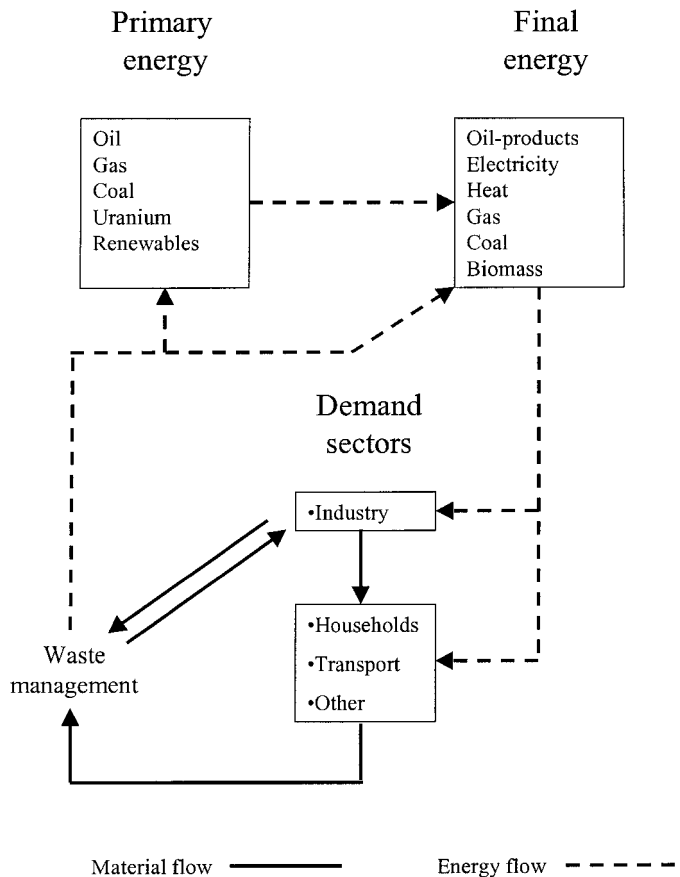 Primary
energy
Final
energy
Oil
Gas
Coal
Uranium
Renewables
Oil-products
Electricity
Heat
Gas
Coal
Biomass
Demand
sectors
•Industry
•Households
•Transport
•Other
Waste
management
Material flow
Energy flow